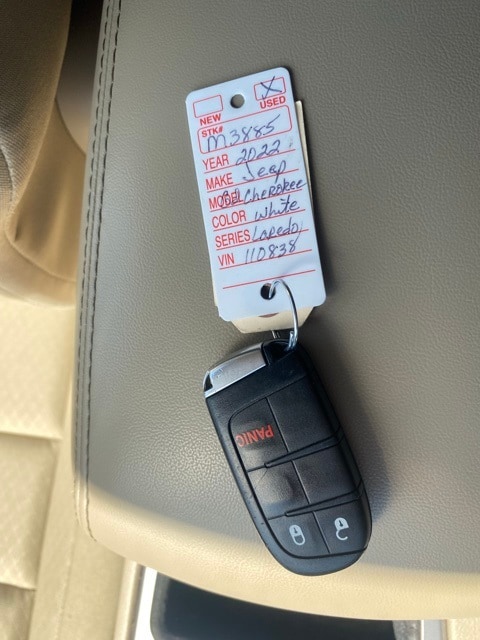 NEW USED
STK#
M3885
YEAR 2022
MAKE Jeep
MODEL Cherokee
COLOR White
SERIES Laredo
VIN 110838
PANIC